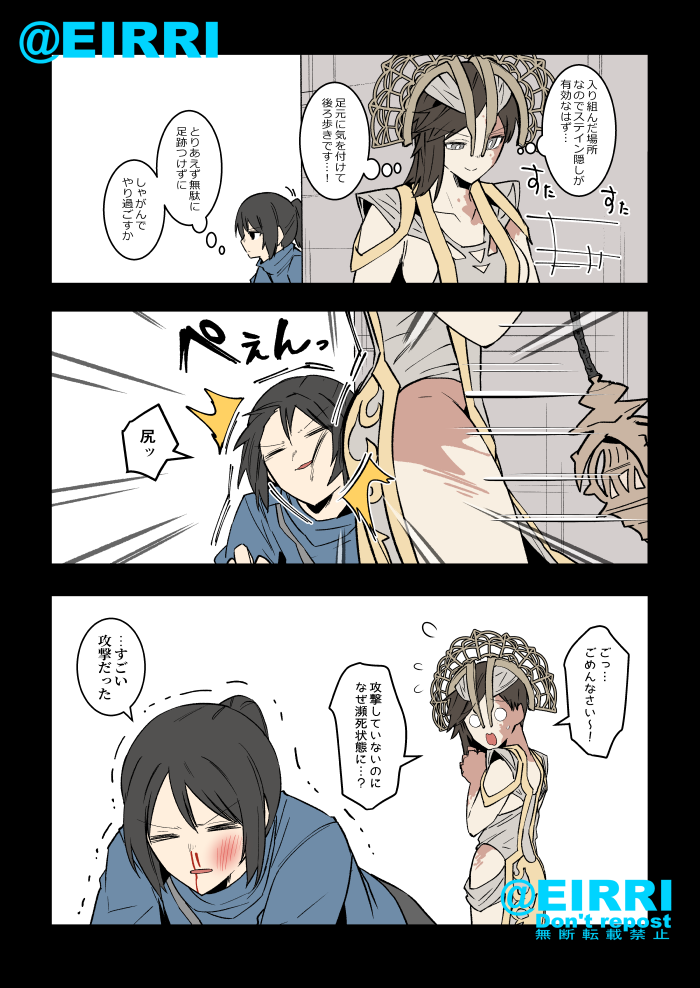 @EIRRI
入り組んだ場所
なのでステイン隠しが
有効なはず…
すたすた
足元に気を付けて
後ろ歩きです…！
とりあえず無駄に
足跡つけずに
しゃがんで
やり過ごすか
ぺぇんっ
尻ッ
ごっ…
ごめんなさい～！
攻撃していないのに
なぜ瀕死状態に…？
…すごい
攻撃だった
@EIRRI
Don't repost
無断転載禁止